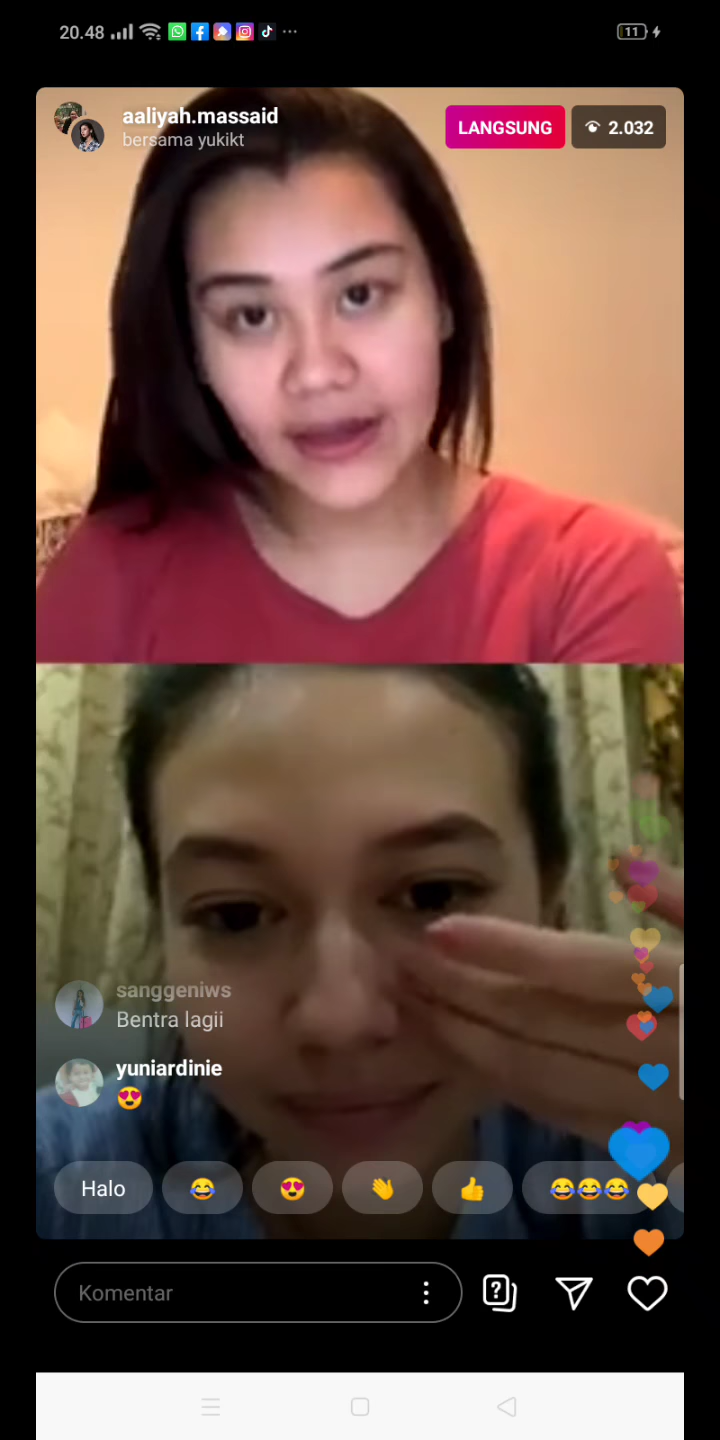 20.48
11
aaliyah.massaid
bersama yukikt
LANGSUNG
2.032
sanggeniws
Bentra lagii
yuniardinie
😍
Halo
😂
😍
👋
👍
😂😂😂
Komentar